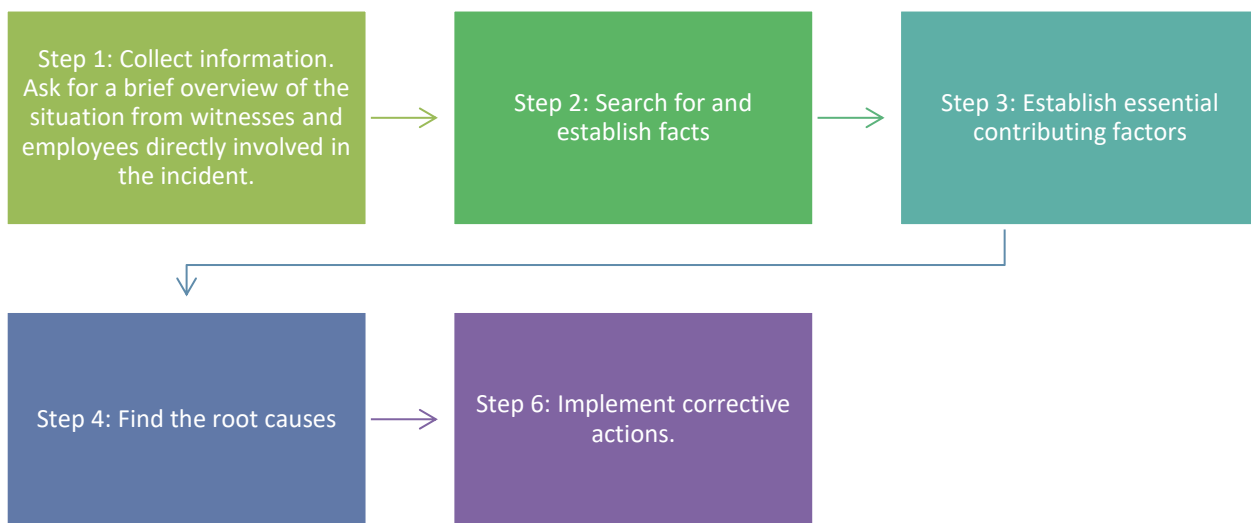 Step 1: Collect information.
Ask for a brief overview of the
situation from witnesses and
employees directly involved in
the incident.
Step 2: Search for and
establish facts
Step 3: Establish essential
contributing factors
Step 4: Find the root causes
Step 6: Implement corrective
actions.